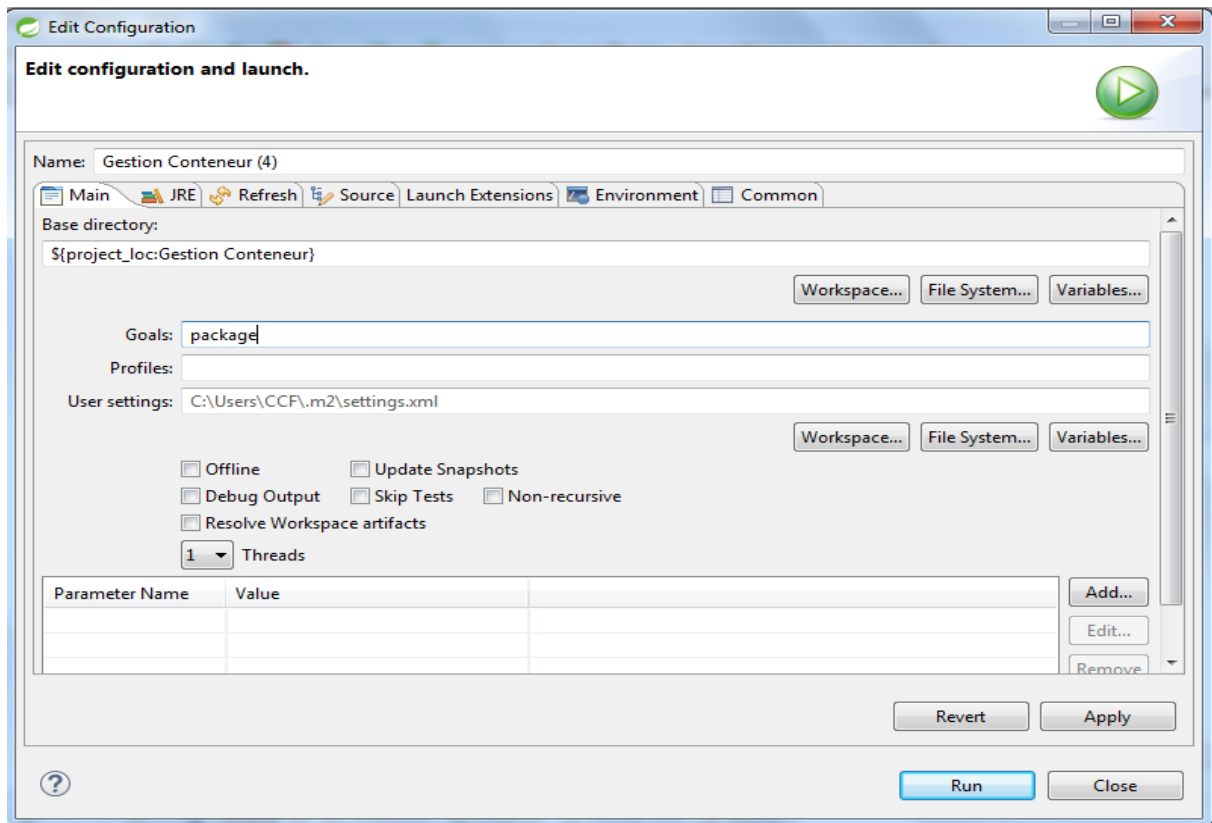 Edit Configuration
Edit configuration and launch.
Name: Gestion Conteneur (4)
Main JRE Refresh Source Launch Extensions Environment Common
Base directory:
${project_loc:Gestion Conteneur}
Workspace... File System... Variables...
Goals: package
Profiles:
User settings: C:\Users\CCF\.m2\settings.xml
Workspace... File System... Variables...
Offline Update Snapshots
Debug Output Skip Tests Non-recursive
Resolve Workspace artifacts
1 Threads
Parameter Name Value Add...
Edit...
Remove
Revert Apply
? Run Close